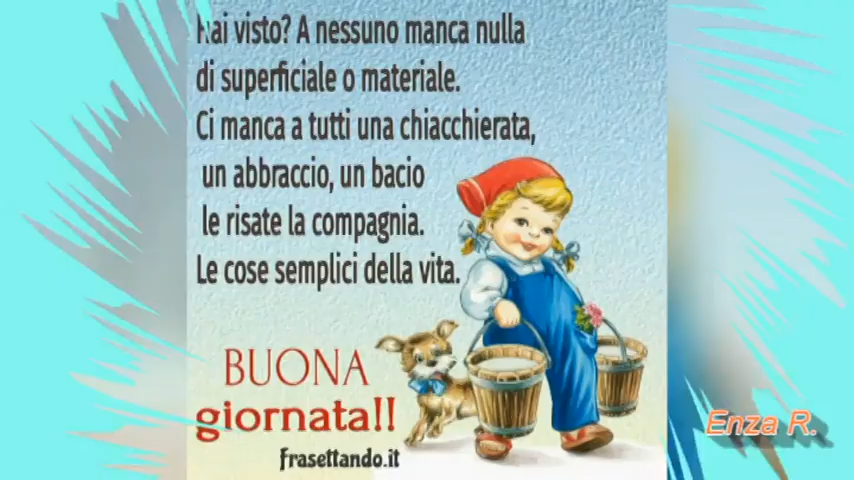 Hai visto? A nessuno manca nulla
di superficiale o materiale.
Ci manca a tutti una chiacchierata,
un abbraccio, un bacio
le risate la compagnia.
Le cose semplici della vita.
BUONA
giornata!!
frasettando.it
Enza R.